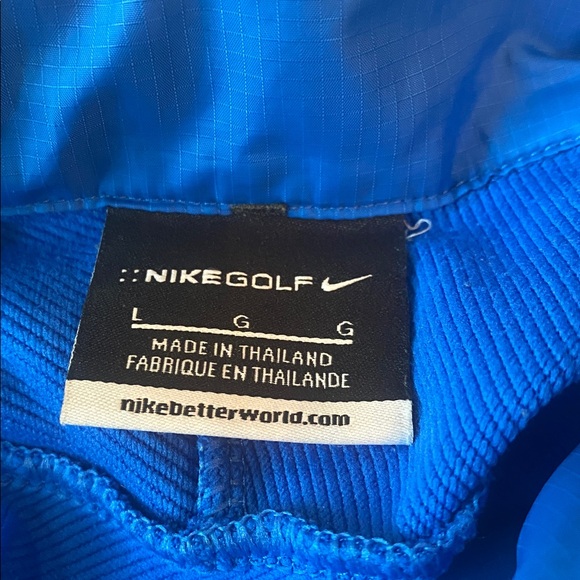 ::NIKEGOLF
L G G
MADE IN THAILAND
FABRIQUE EN THAILANDE
nikebetterworld.com